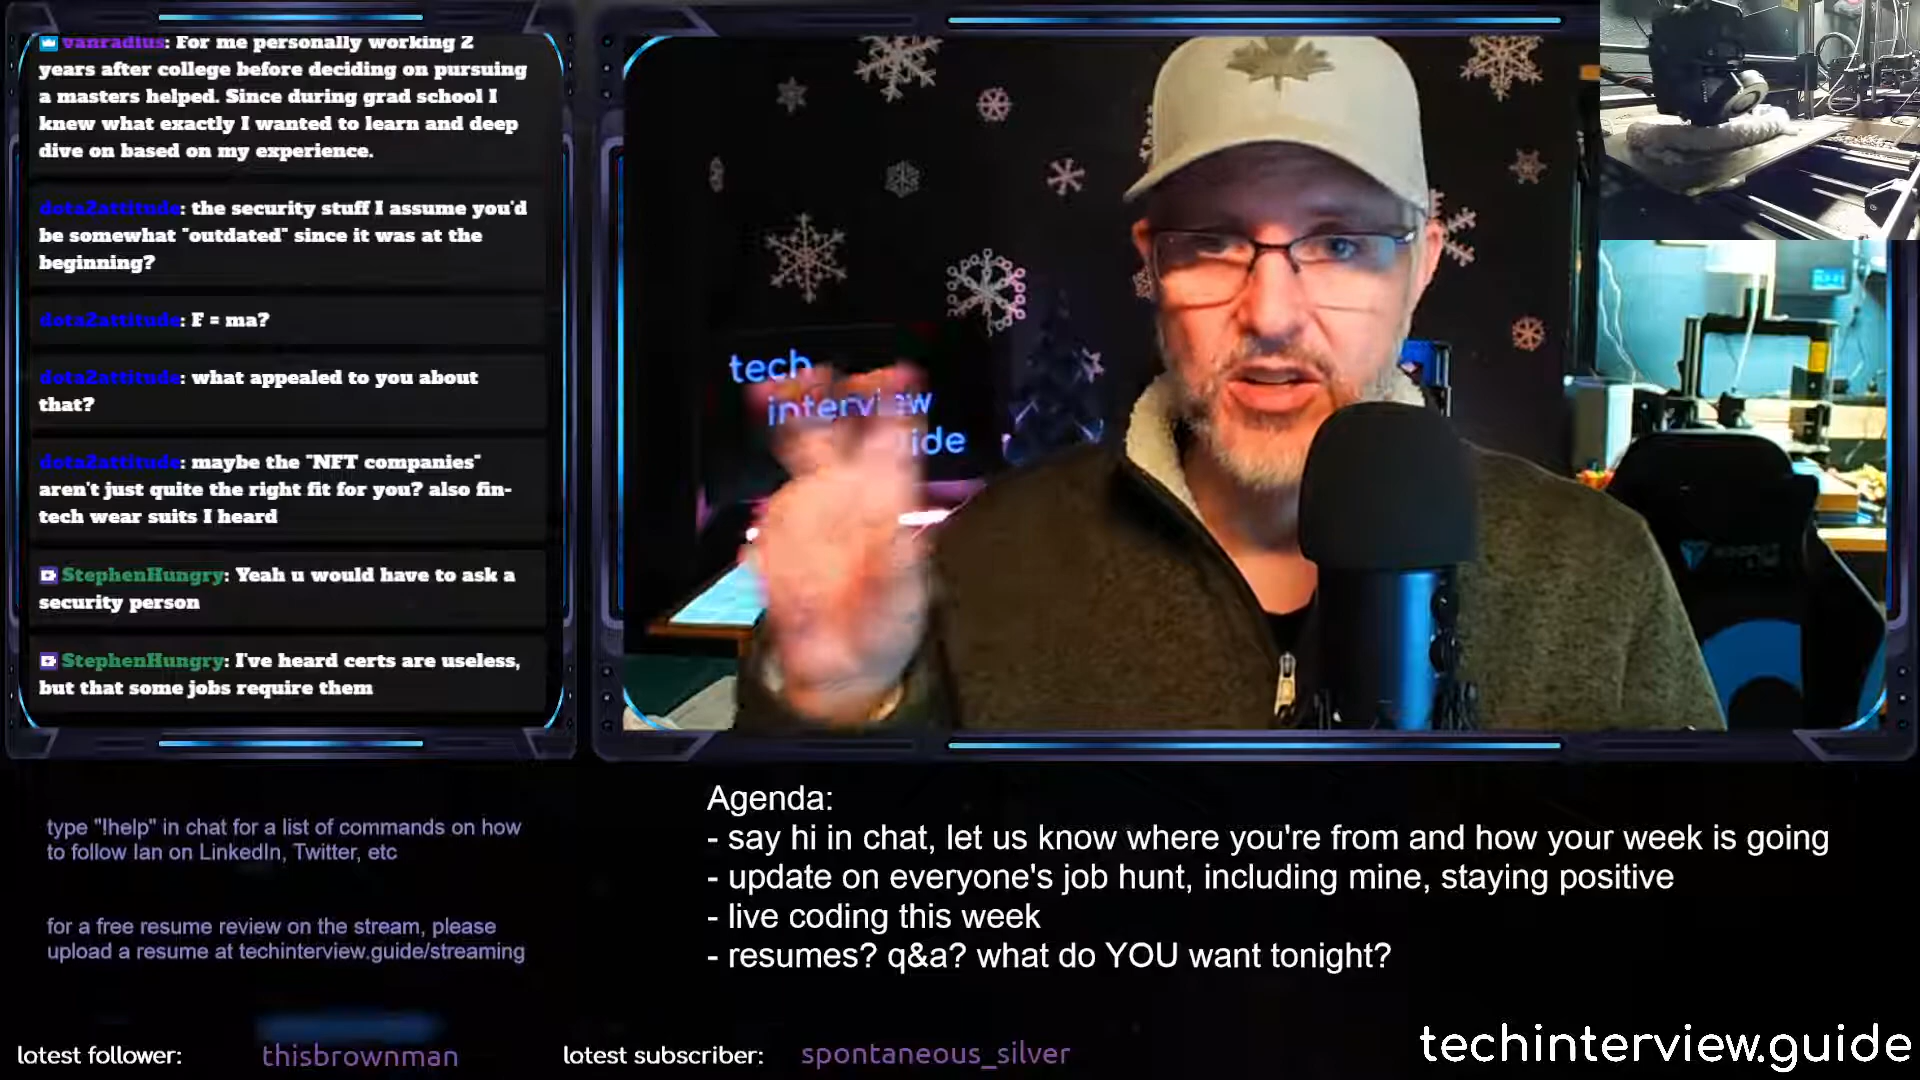 vanradius: For me personally working 2
years after college before deciding on pursuing
a masters helped. Since during grad school I
knew what exactly I wanted to learn and deep
dive on based on my experience.
dota2attitude: the security stuff I assume you'd
be somewhat "outdated" since it was at the
beginning?
dota2attitude: F = ma?
dota2attitude: what appealed to you about
that?
dota2attitude: maybe the "NFT companies"
aren't just quite the right fit for you? also fin-
tech wear suits I heard
StephenHungry: Yeah u would have to ask a
security person
StephenHungry: I've heard certs are useless,
but that some jobs require them
tech
interview
ide
type "!help" in chat for a list of commands on how
to follow Ian on LinkedIn, Twitter, etc
for a free resume review on the stream, please
upload a resume at techinterview.guide/streaming
Agenda:
- say hi in chat, let us know where you're from and how your week is going
- update on everyone's job hunt, including mine, staying positive
- live coding this week
- resumes? q&a? what do YOU want tonight?
latest follower: thisbrownman
latest subscriber: spontaneous_silver
techinterview.guide